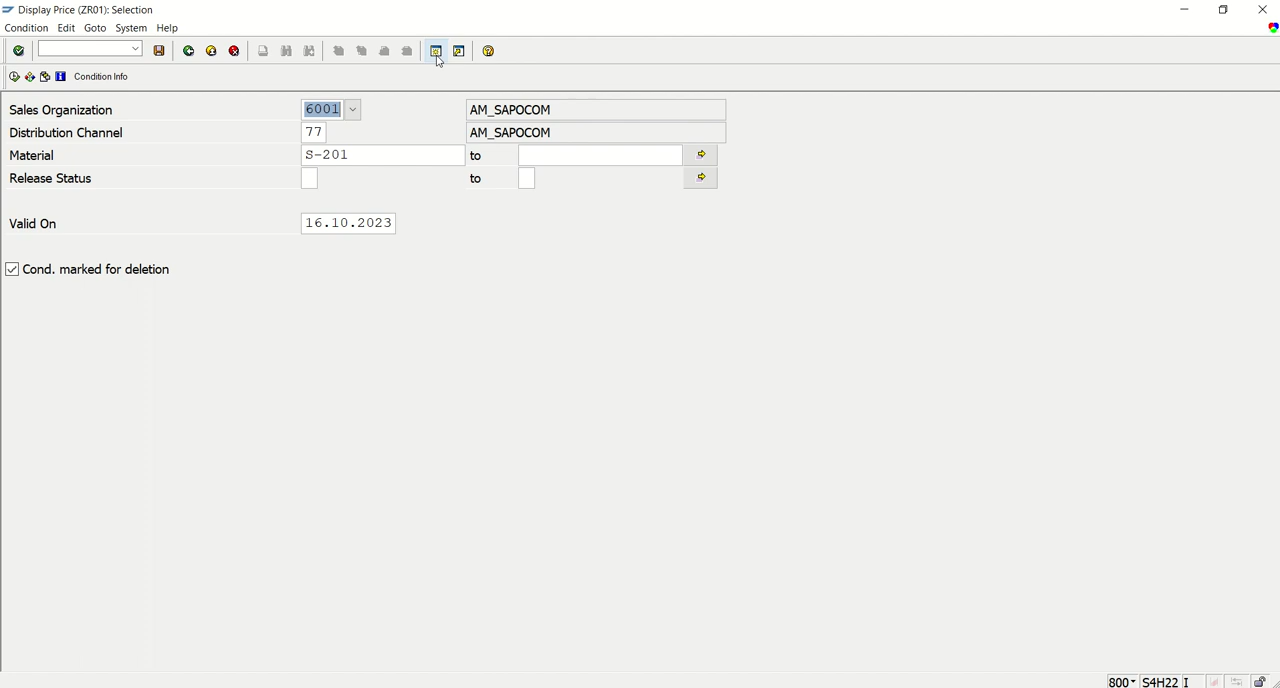 Display Price (ZR01): Selection
Condition Edit Goto System Help
Condition Info
Sales Organization 6001 AM_SAPOCOM
Distribution Channel 77 AM_SAPOCOM
Material S-201 to
Release Status to
Valid On 16.10.2023
Cond. marked for deletion
800 S4H22 I